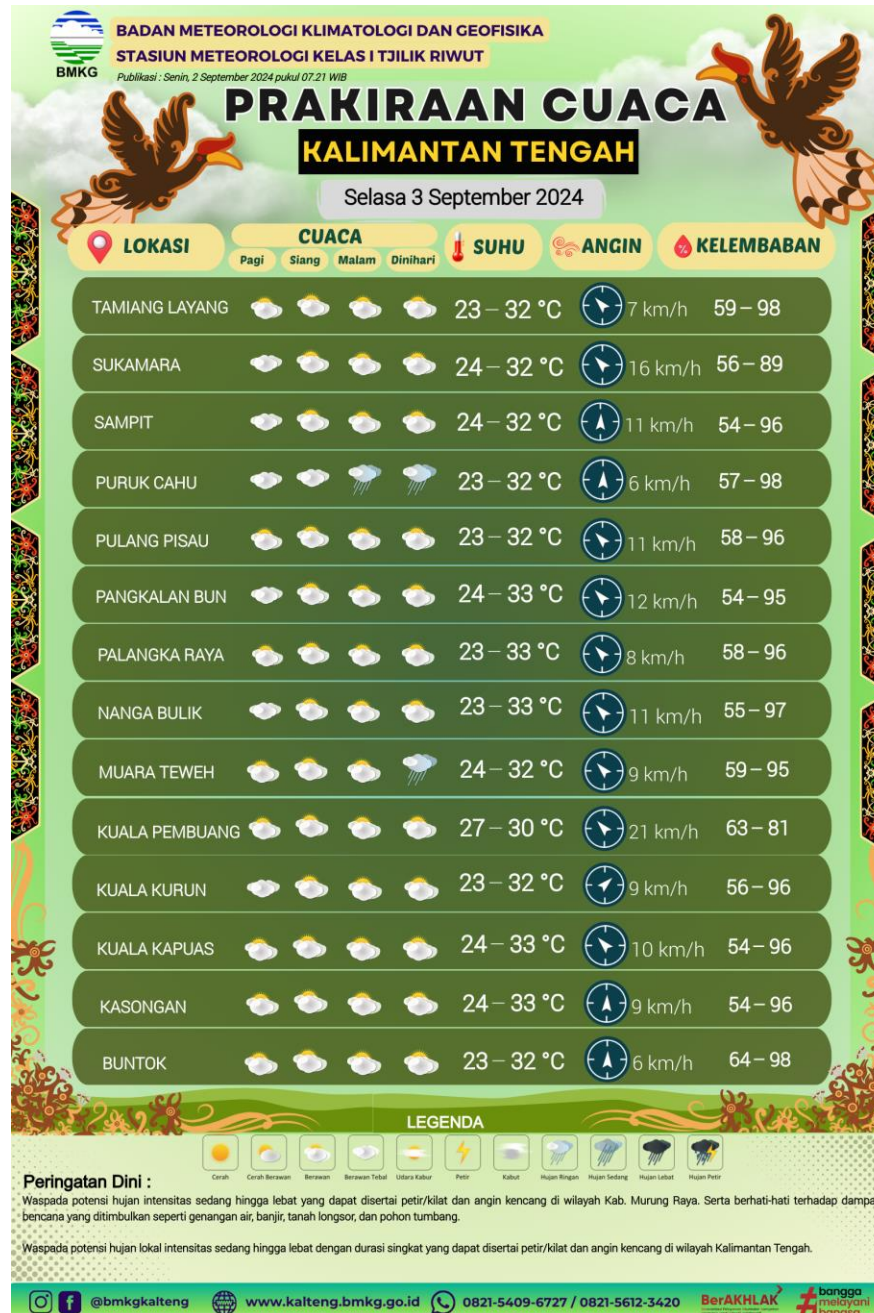 BMKG
BADAN METEOROLOGI KLIMATOLOGI DAN GEOFISIKA
STASIUN METEOROLOGI KELAS I TJILIK RIWUT
Publikasi : Senin, 2 September 2024 pukul 07.21 WIB
PRAKIRAAN CUACA
KALIMANTAN TENGAH
Selasa 3 September 2024
LOKASI CUACA SUHU ANGIN % KELEMBABAN
Pagi Siang Malam Dinihari
TAMIANG LAYANG 23 – 32 °C 7 km/h 59 – 98
SUKAMARA 24 – 32 °C 16 km/h 56 – 89
SAMPIT 24 – 32 °C 11 km/h 54 – 96
PURUK CAHU 23 – 32 °C 6 km/h 57 – 98
PULANG PISAU 23 – 32 °C 11 km/h 58 – 96
PANGKALAN BUN 24 – 33 °C 12 km/h 54 – 95
PALANGKA RAYA 23 – 33 °C 8 km/h 58 – 96
NANGA BULIK 23 – 33 °C 11 km/h 55 – 97
MUARA TEWEH 24 – 32 °C 9 km/h 59 – 95
KUALA PEMBUANG 27 – 30 °C 21 km/h 63 – 81
KUALA KURUN 23 – 32 °C 9 km/h 56 – 96
KUALA KAPUAS 24 – 33 °C 10 km/h 54 – 96
KASONGAN 24 – 33 °C 9 km/h 54 – 96
BUNTOK 23 – 32 °C 6 km/h 64 – 98
LEGENDA
Cerah Cerah Berawan Berawan Berawan Tebal Udara Kabur Petir Kabut Hujan Ringan Hujan Sedang Hujan Lebat Hujan Petir
Peringatan Dini :
Waspada potensi hujan intensitas sedang hingga lebat yang dapat disertai petir/kilat dan angin kencang di wilayah Kab. Murung Raya. Serta berhati-hati terhadap dampa
bencana yang ditimbulkan seperti genangan air, banjir, tanah longsor, dan pohon tumbang.
Waspada potensi hujan lokal intensitas sedang hingga lebat dengan durasi singkat yang dapat disertai petir/kilat dan angin kencang di wilayah Kalimantan Tengah.
@bmkgkalteng www.kalteng.bmkg.go.id 0821-5409-6727 / 0821-5612-3420 BerAKHLAK # bangga
melayani
bangsa